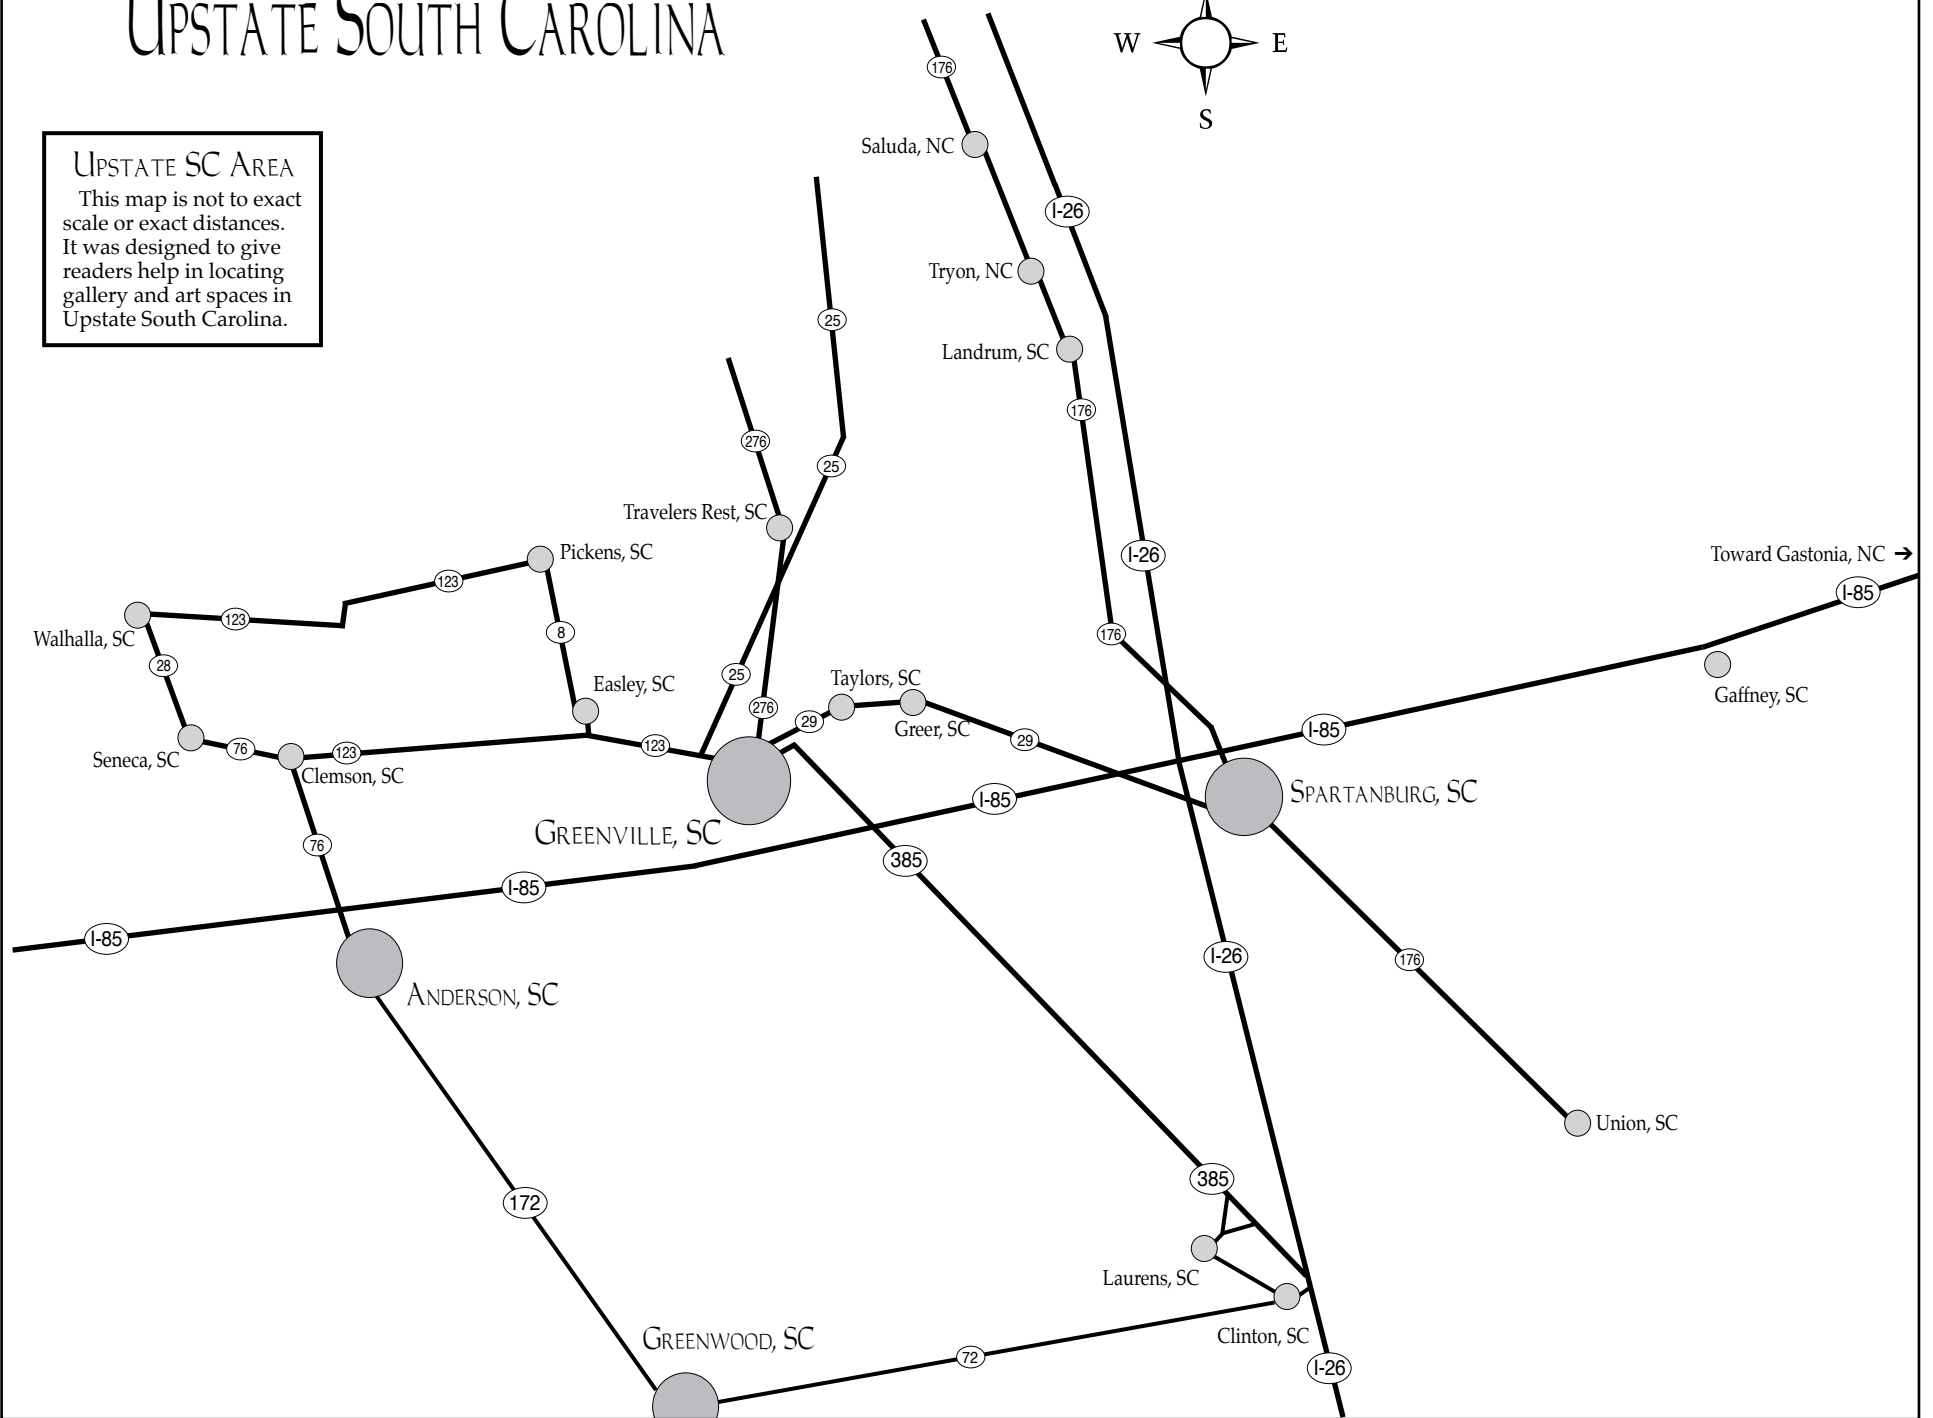 UPSTATE SOUTH CAROLINA
W E
S
176
Saluda, NC
UPSTATE SC AREA
This map is not to exact
scale or exact distances.
It was designed to give
readers help in locating
gallery and art spaces in
Upstate South Carolina.
I-26
Tryon, NC
25
Landrum, SC
176
276
25
Travelers Rest, SC
Pickens, SC
I-26
Toward Gastonia, NC ➔
123
I-85
123
8
176
Walhalla, SC
28
Gaffney, SC
25
Easley, SC
Taylors, SC
276
29
Greer, SC
29
I-85
Seneca, SC
76
Clemson, SC
123
123
SPARTANBURG, SC
I-85
GREENVILLE, SC
76
385
I-85
I-85
I-26
176
ANDERSON, SC
Union, SC
385
172
Laurens, SC
GREENWOOD, SC
Clinton, SC
72
I-26